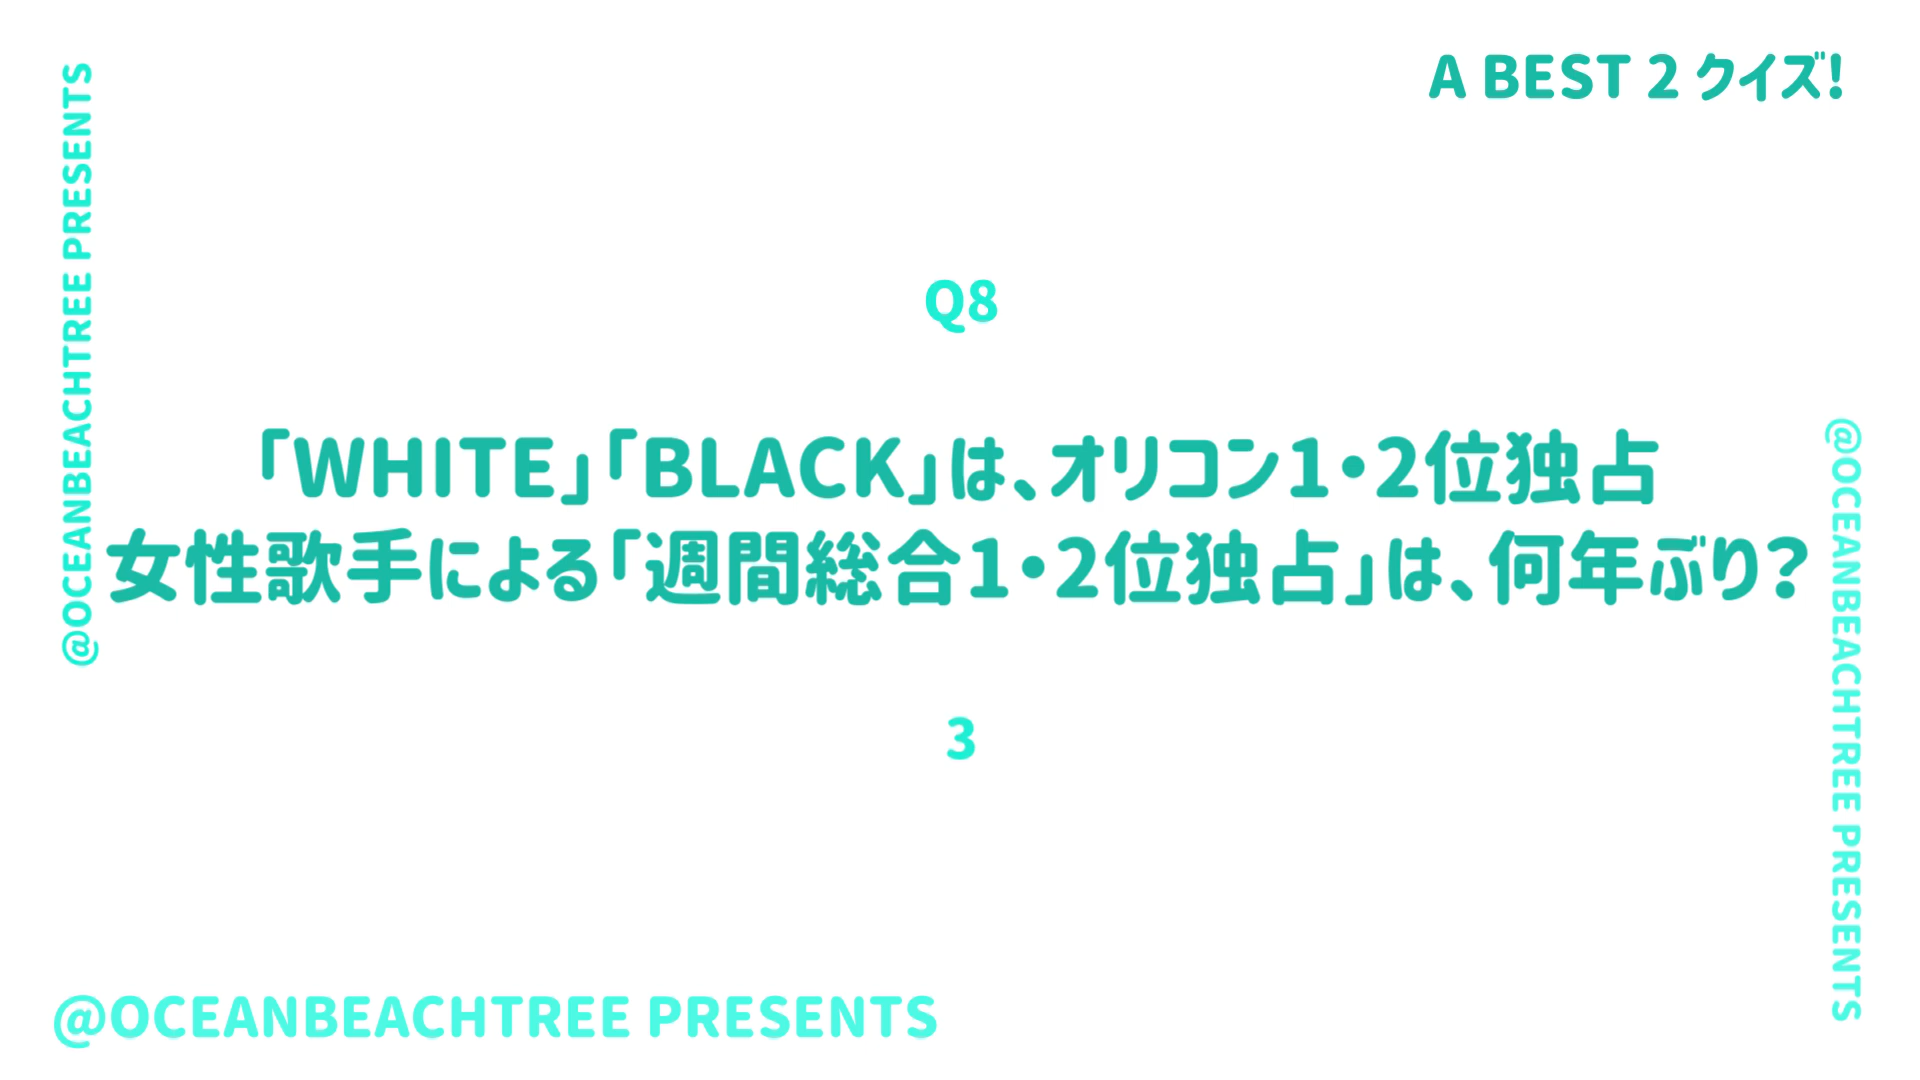 A BEST 2 クイズ!
@OCEANBEACHTREE PRESENTS
Q8
「WHITE」「BLACK」は、オリコン1・2位独占
女性歌手による「週間総合1・2位独占」は、何年ぶり?
3
@OCEANBEACHTREE PRESENTS
@OCEANBEACHTREE PRESENTS